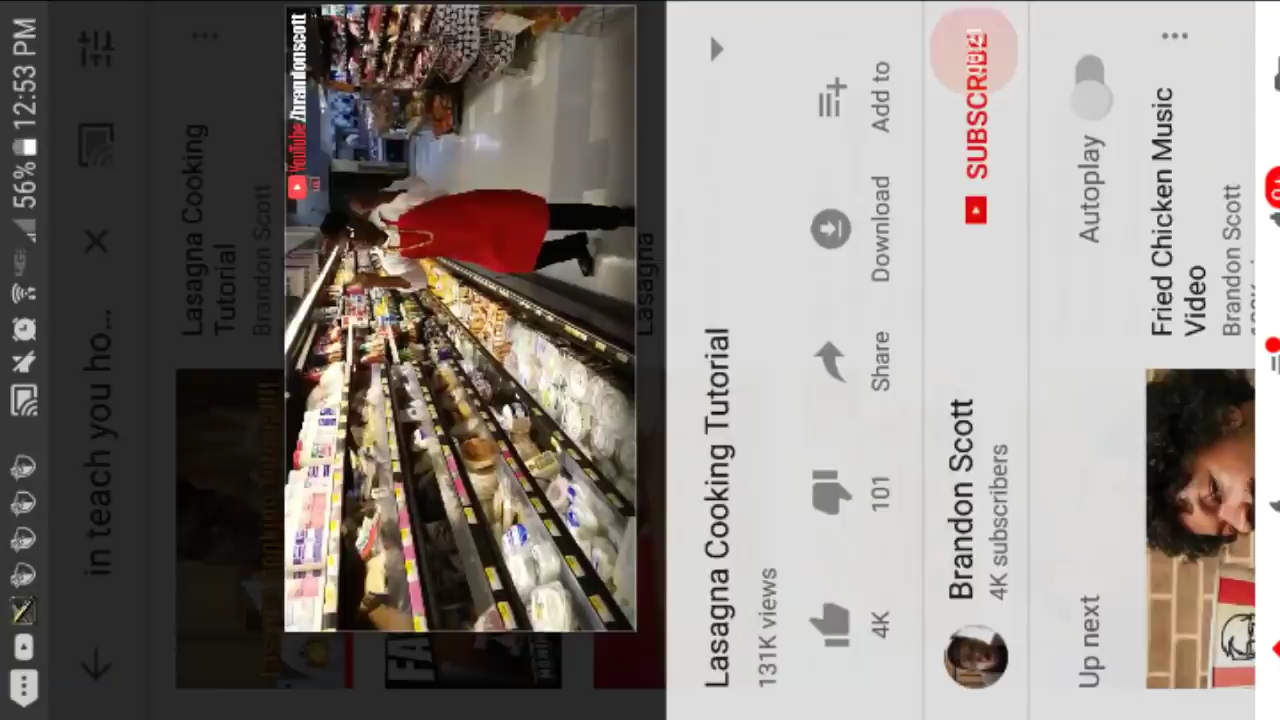 56% 12:53 PM
in teach you ho...
Lasagna Cooking
Tutorial
Brandon Scott
YouTube/brandonscott
Lasagna
Lasagna Cooking Tutorial
131K views
4K
101
Share
Download
Add to
Brandon Scott
4K subscribers
SUBSCRIBE
Up next
Autoplay
Fried Chicken Music
Video
Brandon Scott